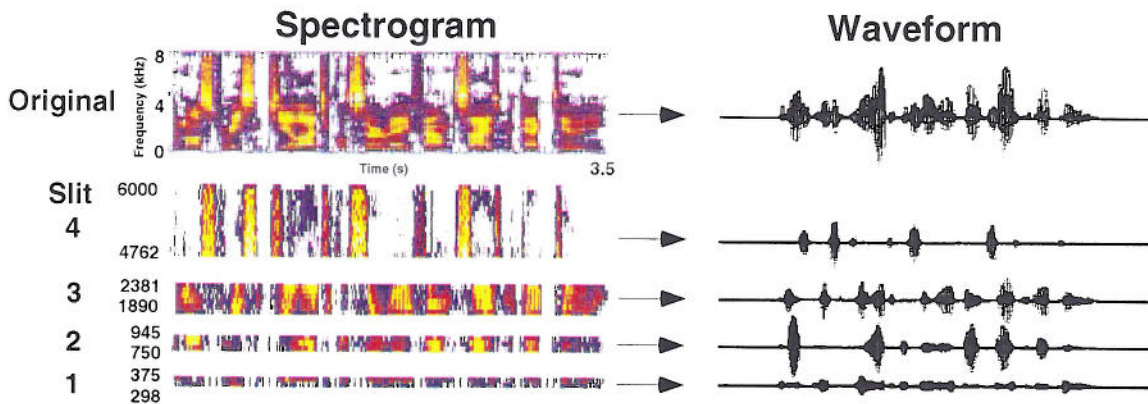 Spectrogram
Waveform
Original
Frequency (kHz)
8
4
0
Time (s)
3.5
Slit
4
6000
4762
3
2381
1890
2
945
750
1
375
298